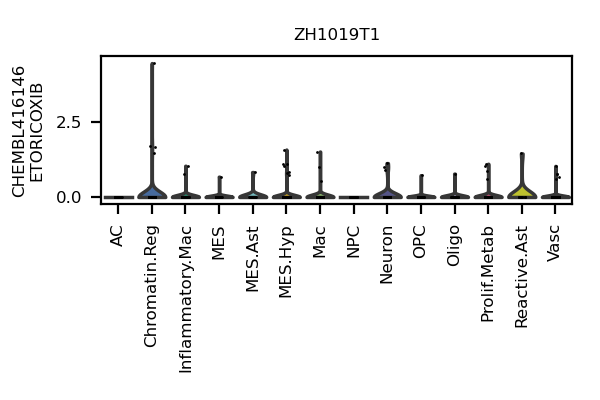 ZH1019T1
CHEMBL416146
ETORICOXIB
2.5
0.0
AC
Chromatin.Reg
Inflammatory.Mac
MES
MES.Ast
MES.Hyp
Mac
NPC
Neuron
OPC
Oligo
Prolif.Metab
Reactive.Ast
Vasc